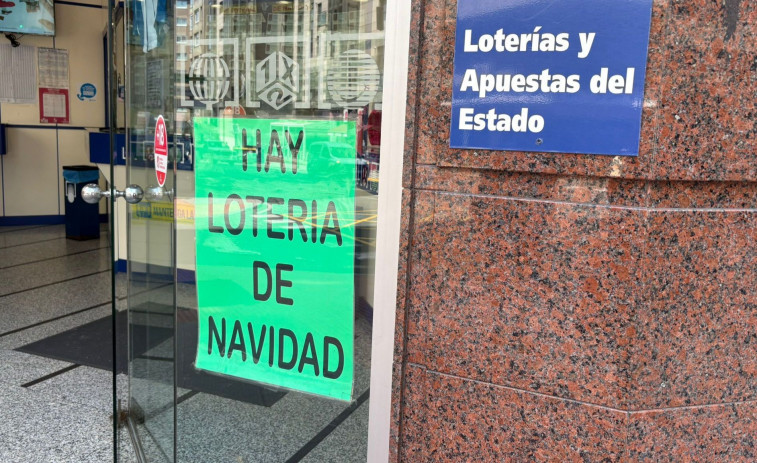 HAY
LOTERIA
DE
NAVIDAD
Loterías y
Apuestas del
Estado